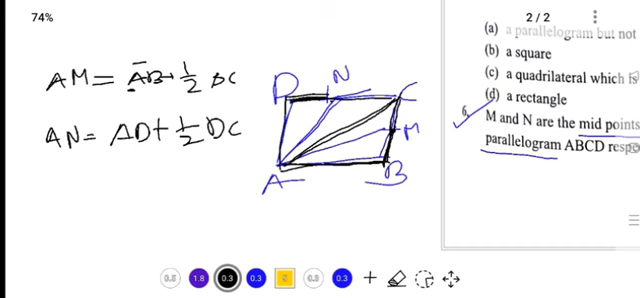 74%
2 / 2
(a) a parallelogram but not
(b) a square
(c) a quadrilateral which is
(d) a rectangle
6. M and N are the mid points
parallelogram ABCD respe
AM = AB + 1/2 BC
AN = AD + 1/2 DC
D N C
M
A B
0.5 1.8 0.3 0.3 0.5 0.3